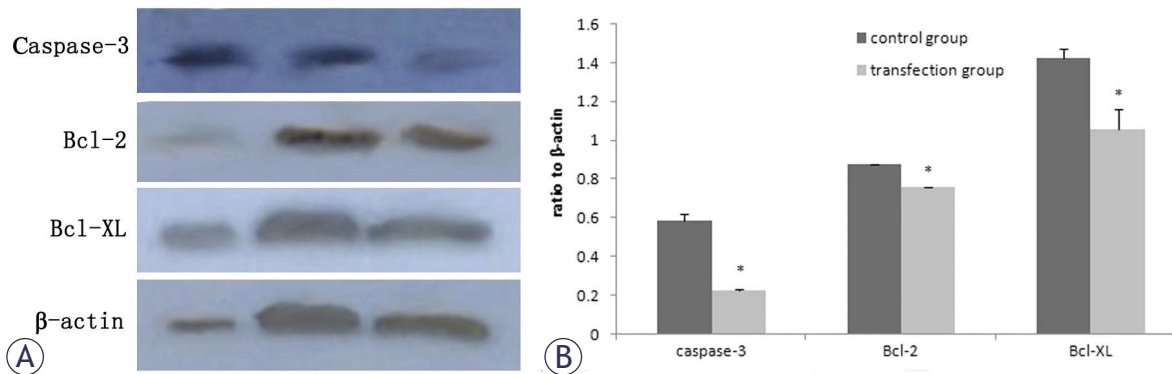 Caspase-3
Bcl-2
Bcl-XL
β-actin
A
1.6
1.4
1.2
1
0.8
0.6
0.4
0.2
0
ratio to β-actin
control group
transfection group
*
*
*
caspase-3
Bcl-2
Bcl-XL
B